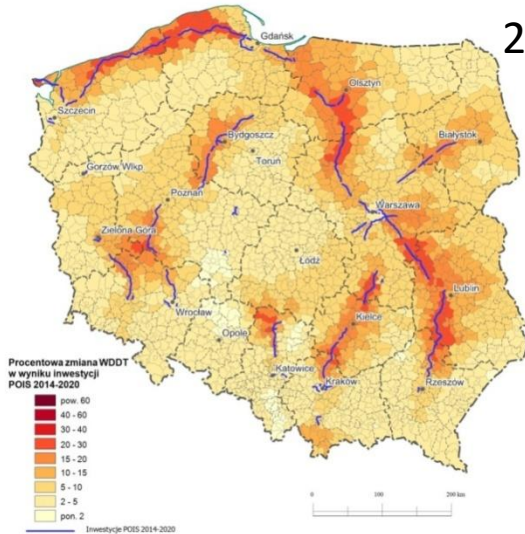 2
Gdańsk
Olsztyn
Szczecin
Bydgoszcz
Białystok
Toruń
Gorzów Wlkp
Poznań
Warszawa
Zielona Góra
Łódź
Lublin
Wrocław
Kielce
Opole
Katowice
Kraków
Rzeszów
Procentowa zmiana WDDT
w wyniku inwestycji
POIS 2014-2020
pow. 60
40 - 60
30 - 40
20 - 30
15 - 20
10 - 15
5 - 10
2 - 5
pon. 2
Inwestycje POIS 2014-2020
0 100 200 km